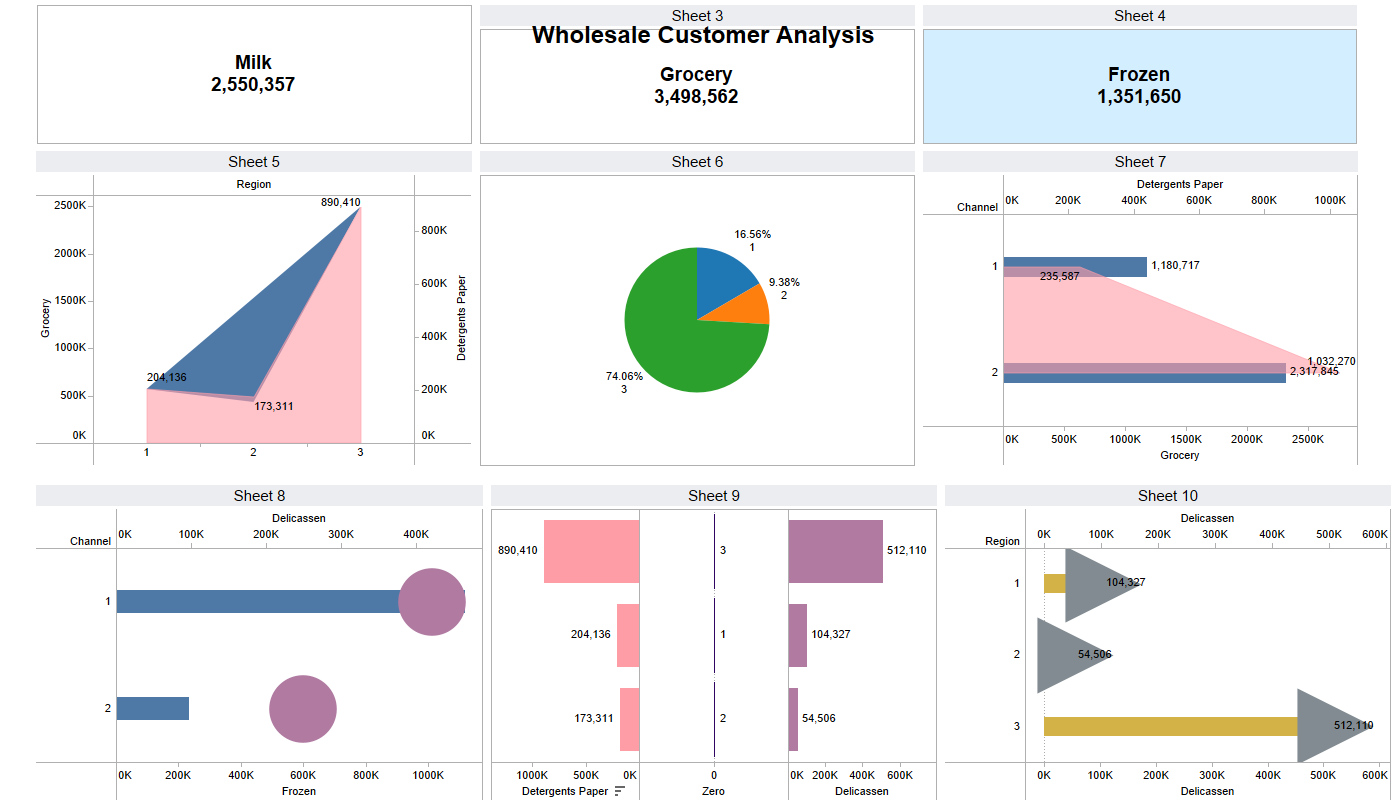 Sheet 3
Sheet 4
Wholesale Customer Analysis
Milk
2,550,357
Grocery
3,498,562
Frozen
1,351,650
Sheet 5
Region
2500K
2000K
1500K
1000K
500K
0K
Grocery
890,410
204,136
173,311
800K
600K
400K
200K
0K
Detergents Paper
1 2 3
Sheet 6
16.56%
1
9.38%
2
74.06%
3
Sheet 7
Detergents Paper
Channel 0K 200K 400K 600K 800K 1000K
1 1,180,717
235,587
1,032,270
2 2,317,845
0K 500K 1000K 1500K 2000K 2500K
Grocery
Sheet 8
Delicassen
Channel 0K 100K 200K 300K 400K
1
2
0K 200K 400K 600K 800K 1000K
Frozen
Sheet 9
890,410 3 512,110
204,136 1 104,327
173,311 2 54,506
1000K 500K 0K 0 0K 200K 400K 600K
Detergents Paper Zero Delicassen
Sheet 10
Delicassen
Region 0K 100K 200K 300K 400K 500K 600K
1 104,327
2 54,506
3 512,110
0K 100K 200K 300K 400K 500K 600K
Delicassen